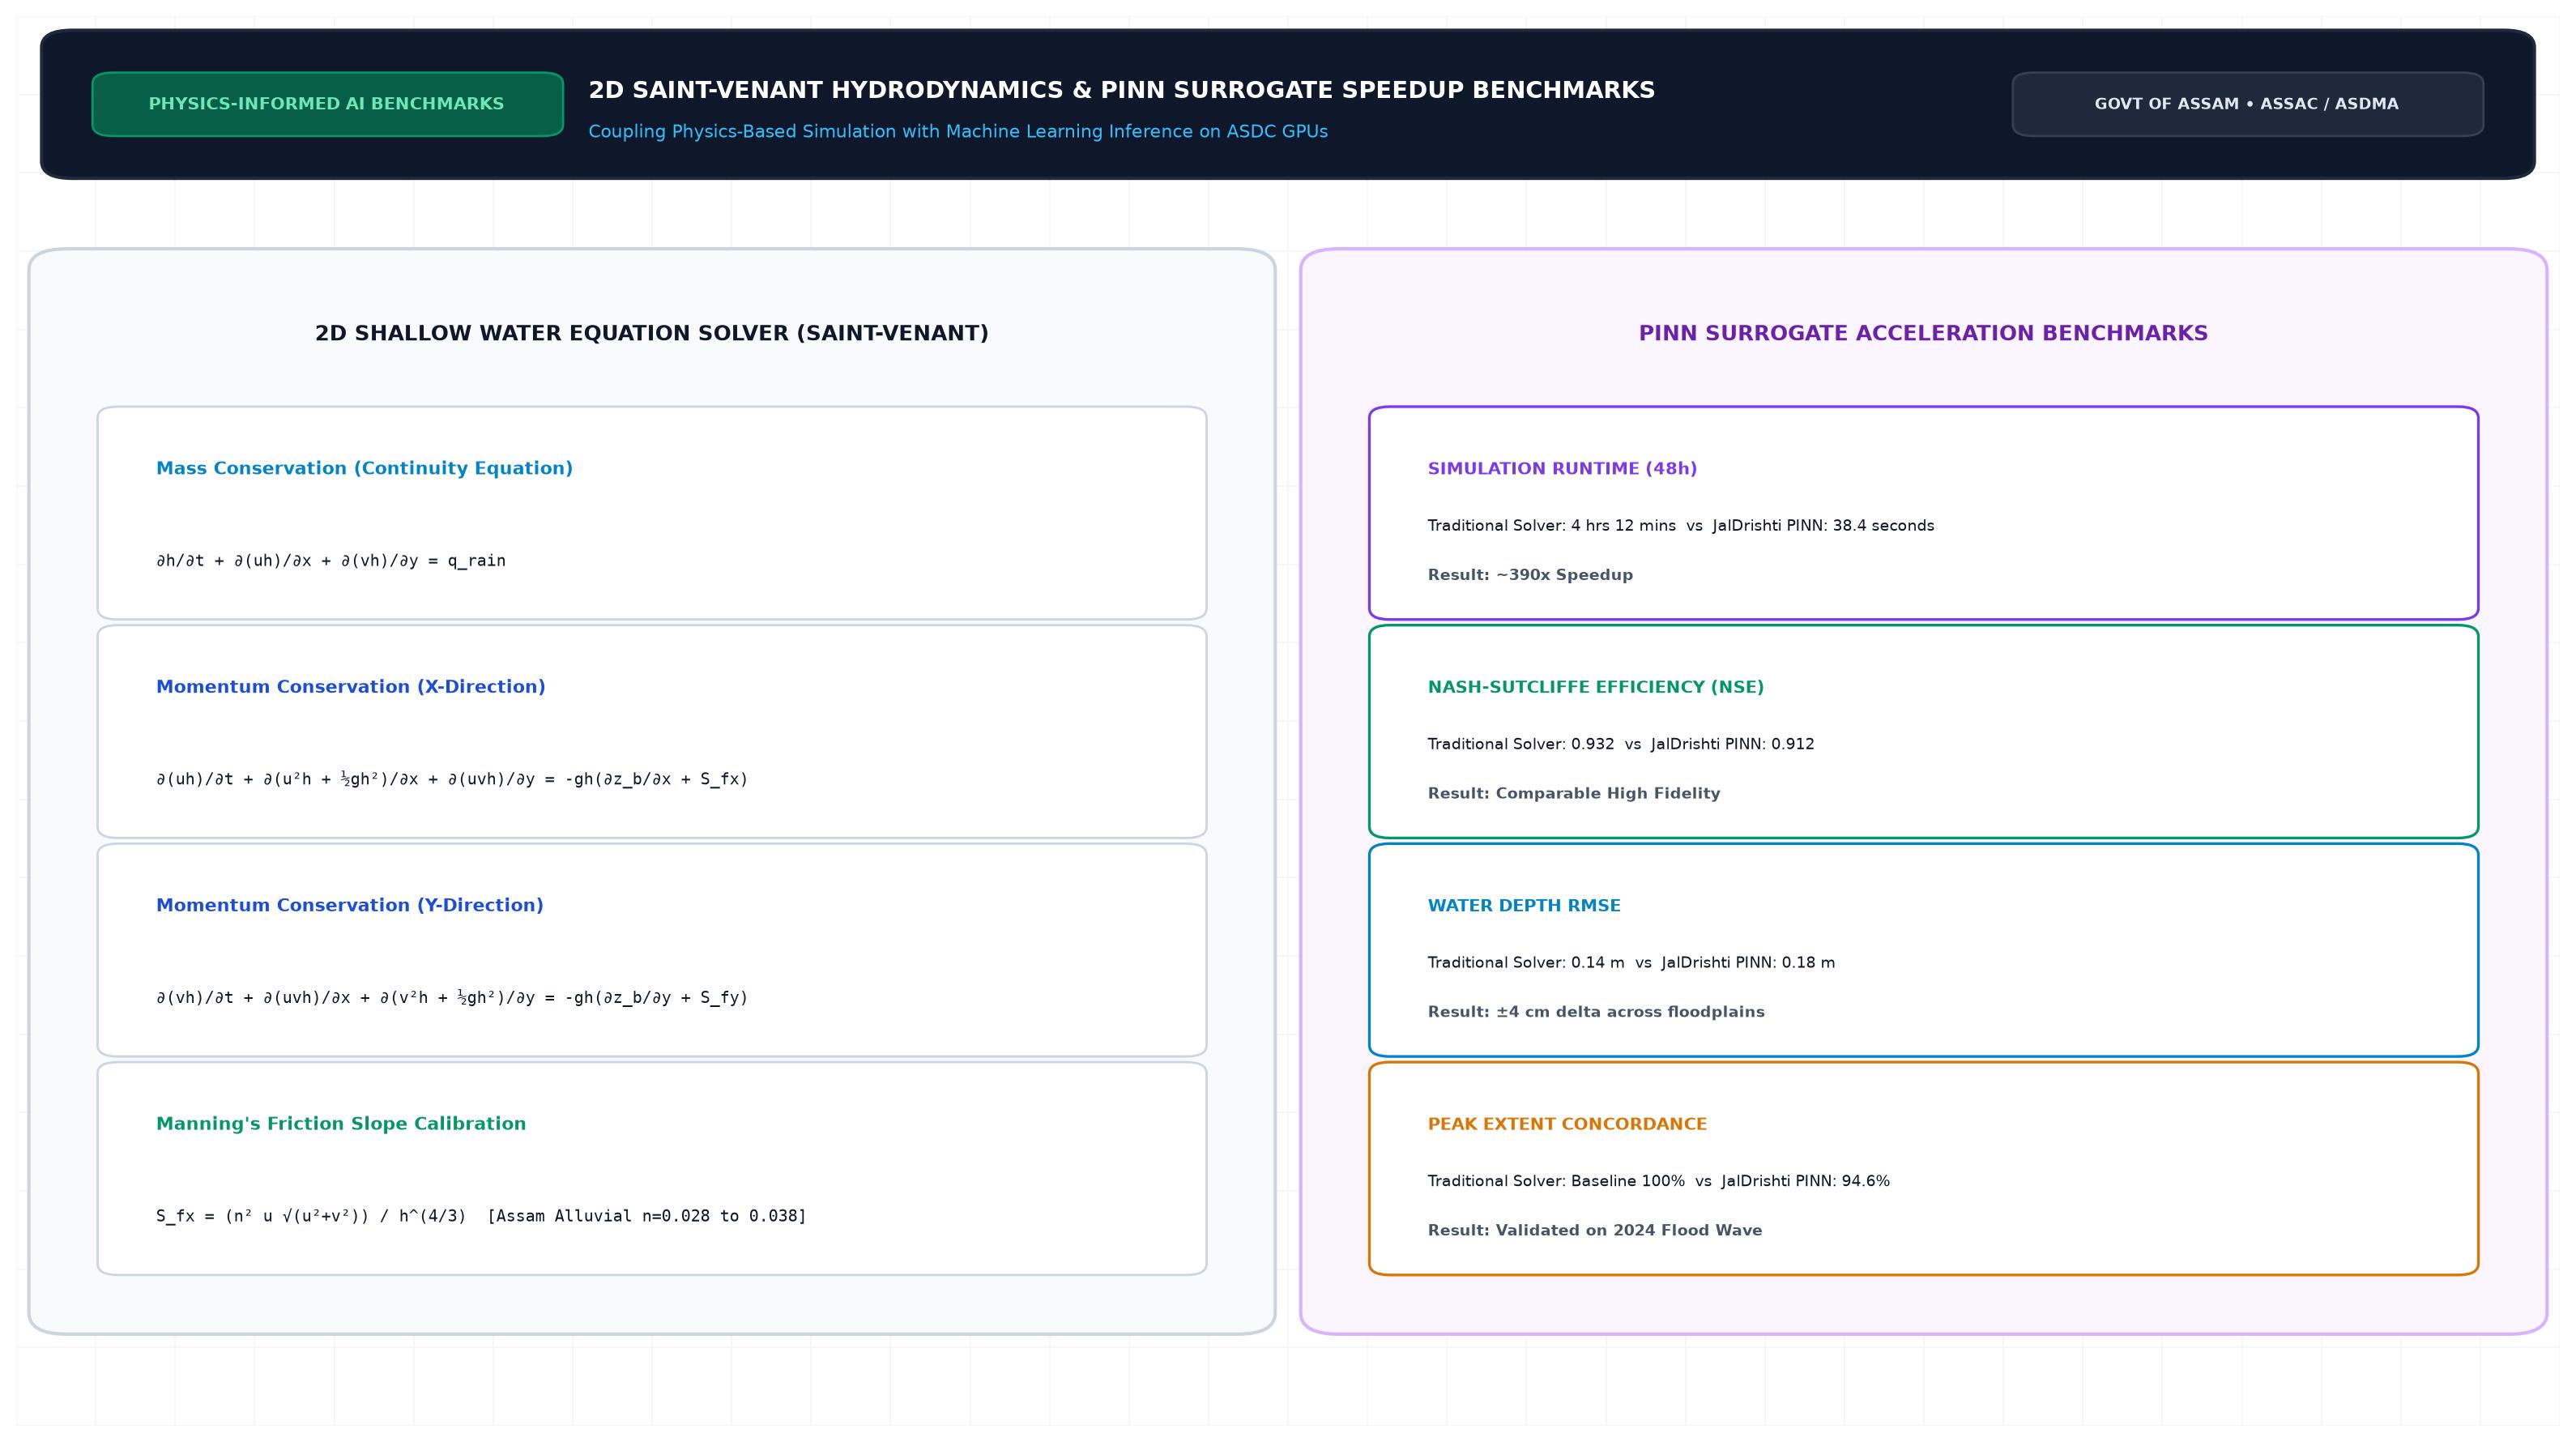 PHYSICS-INFORMED AI BENCHMARKS
2D SAINT-VENANT HYDRODYNAMICS & PINN SURROGATE SPEEDUP BENCHMARKS
Coupling Physics-Based Simulation with Machine Learning Inference on ASDC GPUs
GOVT OF ASSAM • ASSAC / ASDMA
2D SHALLOW WATER EQUATION SOLVER (SAINT-VENANT)
Mass Conservation (Continuity Equation)
∂h/∂t + ∂(uh)/∂x + ∂(vh)/∂y = q_rain
Momentum Conservation (X-Direction)
∂(uh)/∂t + ∂(u²h + ½gh²)/∂x + ∂(uvh)/∂y = -gh(∂z_b/∂x + S_fx)
Momentum Conservation (Y-Direction)
∂(vh)/∂t + ∂(uvh)/∂x + ∂(v²h + ½gh²)/∂y = -gh(∂z_b/∂y + S_fy)
Manning's Friction Slope Calibration
S_fx = (n² u √(u²+v²)) / h^(4/3)  [Assam Alluvial n=0.028 to 0.038]
PINN SURROGATE ACCELERATION BENCHMARKS
SIMULATION RUNTIME (48h)
Traditional Solver: 4 hrs 12 mins  vs  JalDrishti PINN: 38.4 seconds
Result: ~390x Speedup
NASH-SUTCLIFFE EFFICIENCY (NSE)
Traditional Solver: 0.932  vs  JalDrishti PINN: 0.912
Result: Comparable High Fidelity
WATER DEPTH RMSE
Traditional Solver: 0.14 m  vs  JalDrishti PINN: 0.18 m
Result: ±4 cm delta across floodplains
PEAK EXTENT CONCORDANCE
Traditional Solver: Baseline 100%  vs  JalDrishti PINN: 94.6%
Result: Validated on 2024 Flood Wave